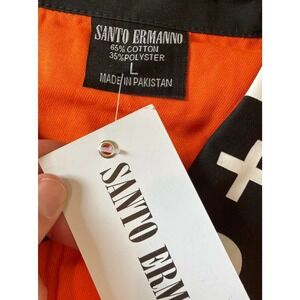 SANTO ERMANNO
65% COTTON
35% POLYSTER
L
MADE IN PAKISTAN
SANTO ERM